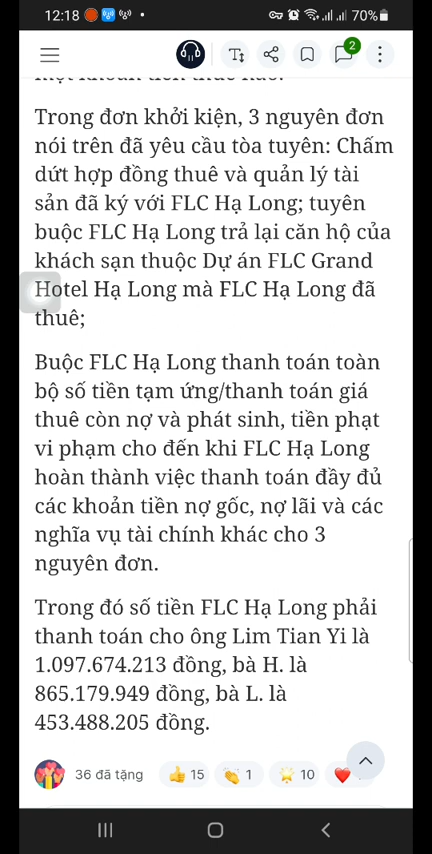 12:18 70%
2
Trong đơn khởi kiện, 3 nguyên đơn
nói trên đã yêu cầu tòa tuyên: Chấm
dứt hợp đồng thuê và quản lý tài
sản đã ký với FLC Hạ Long; tuyên
buộc FLC Hạ Long trả lại căn hộ của
khách sạn thuộc Dự án FLC Grand
Hotel Hạ Long mà FLC Hạ Long đã
thuê;
Buộc FLC Hạ Long thanh toán toàn
bộ số tiền tạm ứng/thanh toán giá
thuê còn nợ và phát sinh, tiền phạt
vi phạm cho đến khi FLC Hạ Long
hoàn thành việc thanh toán đầy đủ
các khoản tiền nợ gốc, nợ lãi và các
nghĩa vụ tài chính khác cho 3
nguyên đơn.
Trong đó số tiền FLC Hạ Long phải
thanh toán cho ông Lim Tian Yi là
1.097.674.213 đồng, bà H. là
865.179.949 đồng, bà L. là
453.488.205 đồng.
36 đã tặng 15 1 10